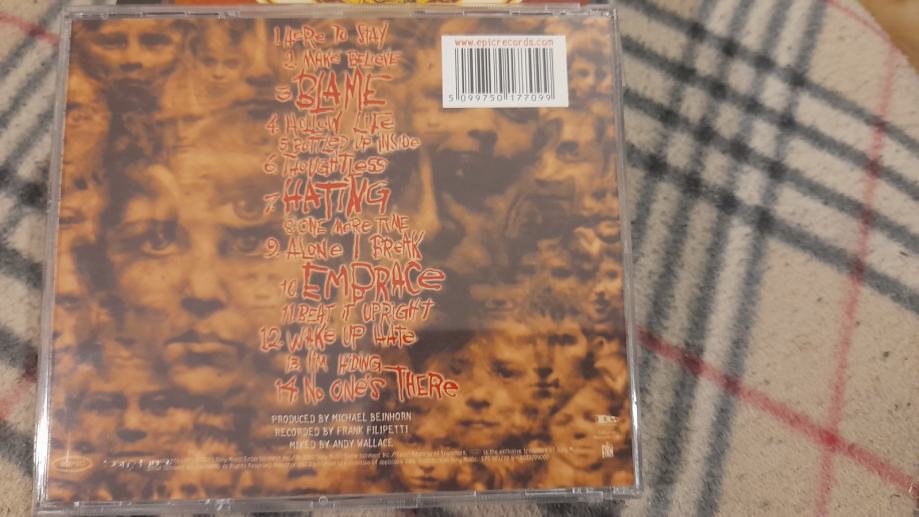 1. Here to Stay
2. Make Believe
3. Blame
4. Hollow Life
5. Bottled Up Inside
6. Thoughtless
7. Hating
8. One More Time
9. Alone I Break
10. Embrace
11. Beat It Upright
12. Wake Up Hate
13. I'm Hiding
14. No One's There
www.epicrecords.com
5 099750 177099
PRODUCED BY MICHAEL BEINHORN
RECORDED BY FRANK FILIPETTI
MIXED BY ANDY WALLACE